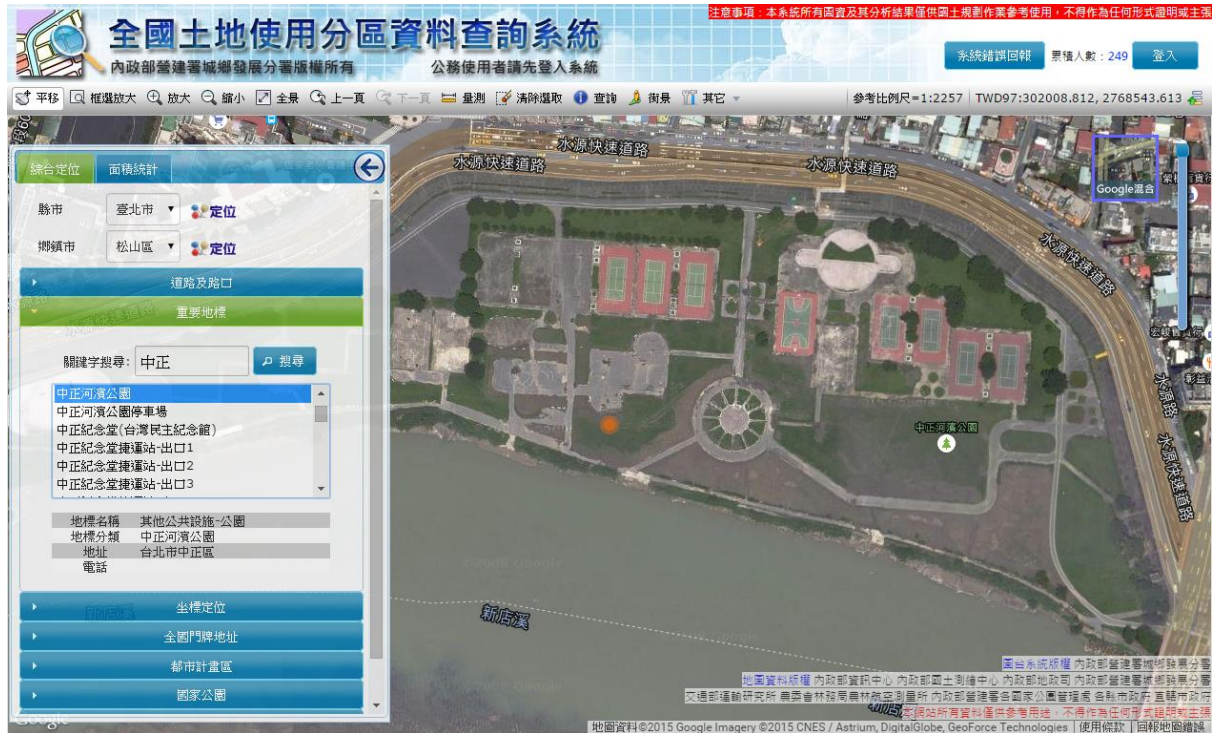 注意事項：本系統所有圖資及其分析結果僅供國土規劃作業參考使用，不得作為任何形式證明或主張
全國土地使用分區資料查詢系統
內政部營建署城鄉發展分署版權所有 公務使用者請先登入系統
系統錯誤回報 累積人數：249 登入
平移 框選放大 放大 縮小 全景 上一頁 下一頁 量測 清除選取 查詢 街景 其它 參考比例尺=1:2257 TWD97:302008.812, 2768543.613
水源快速道路
水源快速道路
水源快速道路
Google混合
綜合定位 面積統計
縣市 臺北市 定位
鄉鎮市 松山區 定位
水源快速道路
道路及路口
重要地標
關鍵字搜尋: 中正 搜尋
中正河濱公園
中正河濱公園停車場
中正紀念堂(台灣民主紀念館)
中正紀念堂捷運站-出口1
中正紀念堂捷運站-出口2
中正紀念堂捷運站-出口3
水源路
水源快速道路
中正河濱公園
地標名稱 其他公共設施-公園
地標分類 中正河濱公園
地址 台北市中正區
電話
新店溪
坐標定位
全國門牌地址
都市計畫區
國家公園
圖台系統版權 內政部營建署城鄉發展分署
地圖資料版權 內政部資訊中心 內政部國土測繪中心 內政部地政司 內政部營建署城鄉發展分署
交通部運輸研究所 農委會林務局農林航空測量所 內政部營建署各國家公園管理處 各縣市政府 直轄市政府
本網站所有資料僅供參考用途，不得作為任何形式證明或主張
Google
地圖資料©2015 Google Imagery ©2015 CNES / Astrium, DigitalGlobe, GeoForce Technologies 使用條款 回報地圖錯誤